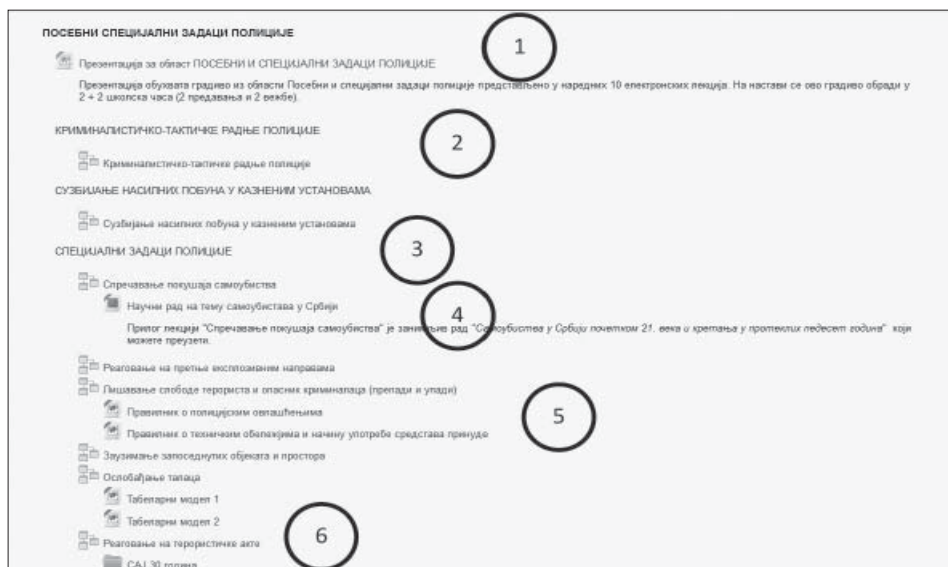 ПОСЕБНИ СПЕЦИЈАЛНИ ЗАДАЦИ ПОЛИЦИЈЕ
1
Презентација за област ПОСЕБНИ И СПЕЦИЈАЛНИ ЗАДАЦИ ПОЛИЦИЈЕ
Презентација обухвата градиво из области Посебни и специјални задаци полиције представљено у наредних 10 електронских лекција. На настави се ово градиво обради у
2 + 2 школска часа (2 предавања и 2 вежбе).
КРИМИНАЛИСТИЧКО-ТАКТИЧКЕ РАДЊЕ ПОЛИЦИЈЕ
2
Криминалистичко-тактичке радње полиције
СУЗБИЈАЊЕ НАСИЛНИХ ПОБУНА У КАЗНЕНИМ УСТАНОВАМА
Сузбијање насилних побуна у казненим установама
СПЕЦИЈАЛНИ ЗАДАЦИ ПОЛИЦИЈЕ
3
Спречавање покушаја самоубиства
Научни рад на тему самоубистава у Србији
4
Прилог лекцији "Спречавање покушаја самоубиства" је занимљив рад "Самоубиства у Србији почетком 21. века и кретања у протеклих педесет година" који
можете преузети.
Реаговање на претње експлозивним направама
Лишавање слободе терориста и опасних криминалаца (препади и упади)
Правилник о полицијским овлашћењима
5
Правилник о техничким обележјима и начину употребе средстава принуде
Заузимање запоседнутих објеката и простора
Ослобађање талаца
Табеларни модел 1
Табеларни модел 2
6
Реаговање на терористичке акте
САЈ 30 година